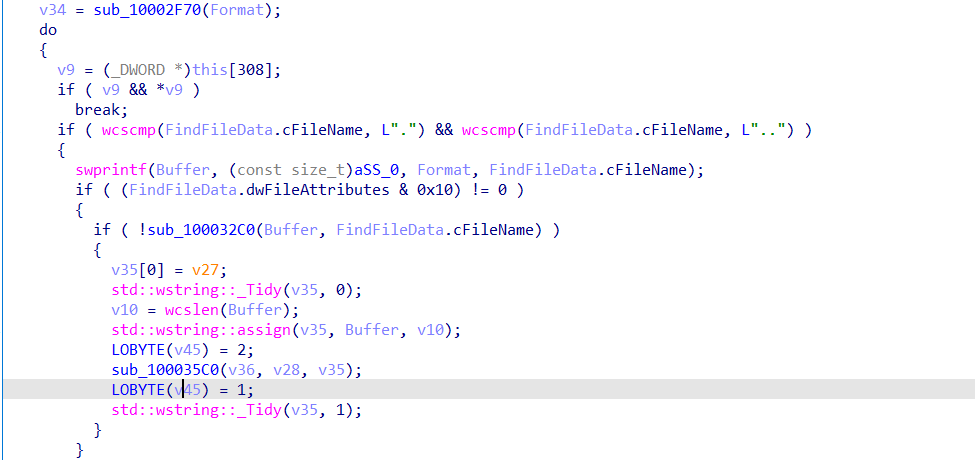 v34 = sub_10002F70(Format);
do
{
v9 = (_DWORD *)this[308];
if ( v9 && *v9 )
break;
if ( wcscmp(FindFileData.cFileName, L".") && wcscmp(FindFileData.cFileName, L"..") )
{
swprintf(Buffer, (const size_t)aSS_0, Format, FindFileData.cFileName);
if ( (FindFileData.dwFileAttributes & 0x10) != 0 )
{
if ( !sub_100032C0(Buffer, FindFileData.cFileName) )
{
v35[0] = v27;
std::wstring::_Tidy(v35, 0);
v10 = wcslen(Buffer);
std::wstring::assign(v35, Buffer, v10);
LOBYTE(v45) = 2;
sub_100035C0(v36, v28, v35);
LOBYTE(v45) = 1;
std::wstring::_Tidy(v35, 1);
}
}